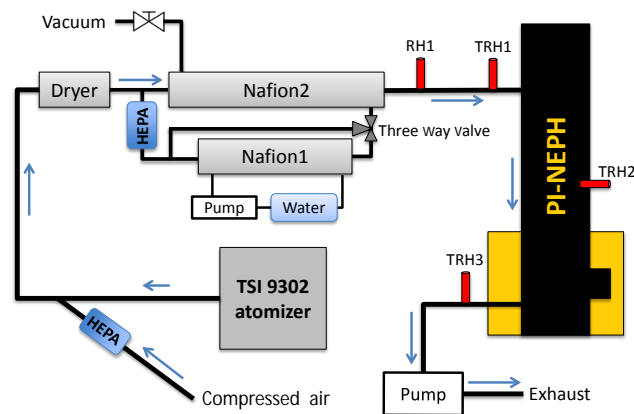 Vacuum
RH1
TRH1
Dryer
Nafion2
HEPA
Three way valve
Nafion1
Pump
Water
PI-NEPH
TRH2
TSI 9302
atomizer
TRH3
HEPA
Compressed air
Pump
Exhaust